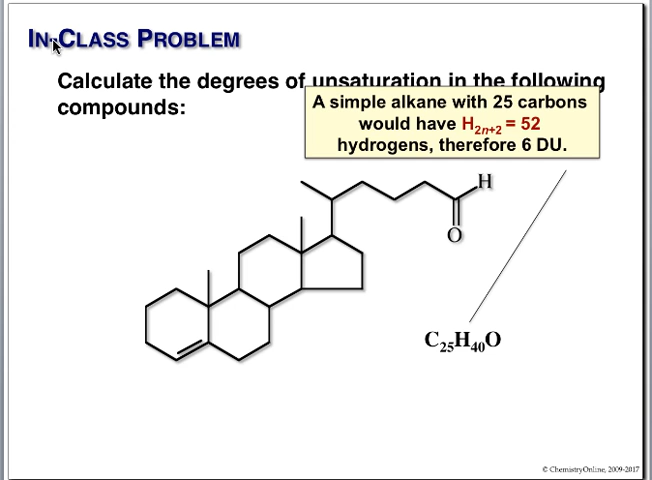 IN-CLASS PROBLEM
Calculate the degrees of unsaturation in the following
compounds:
A simple alkane with 25 carbons
would have H2n+2 = 52
hydrogens, therefore 6 DU.
H
O
C25H40O
© ChemistryOnline, 2009-2017